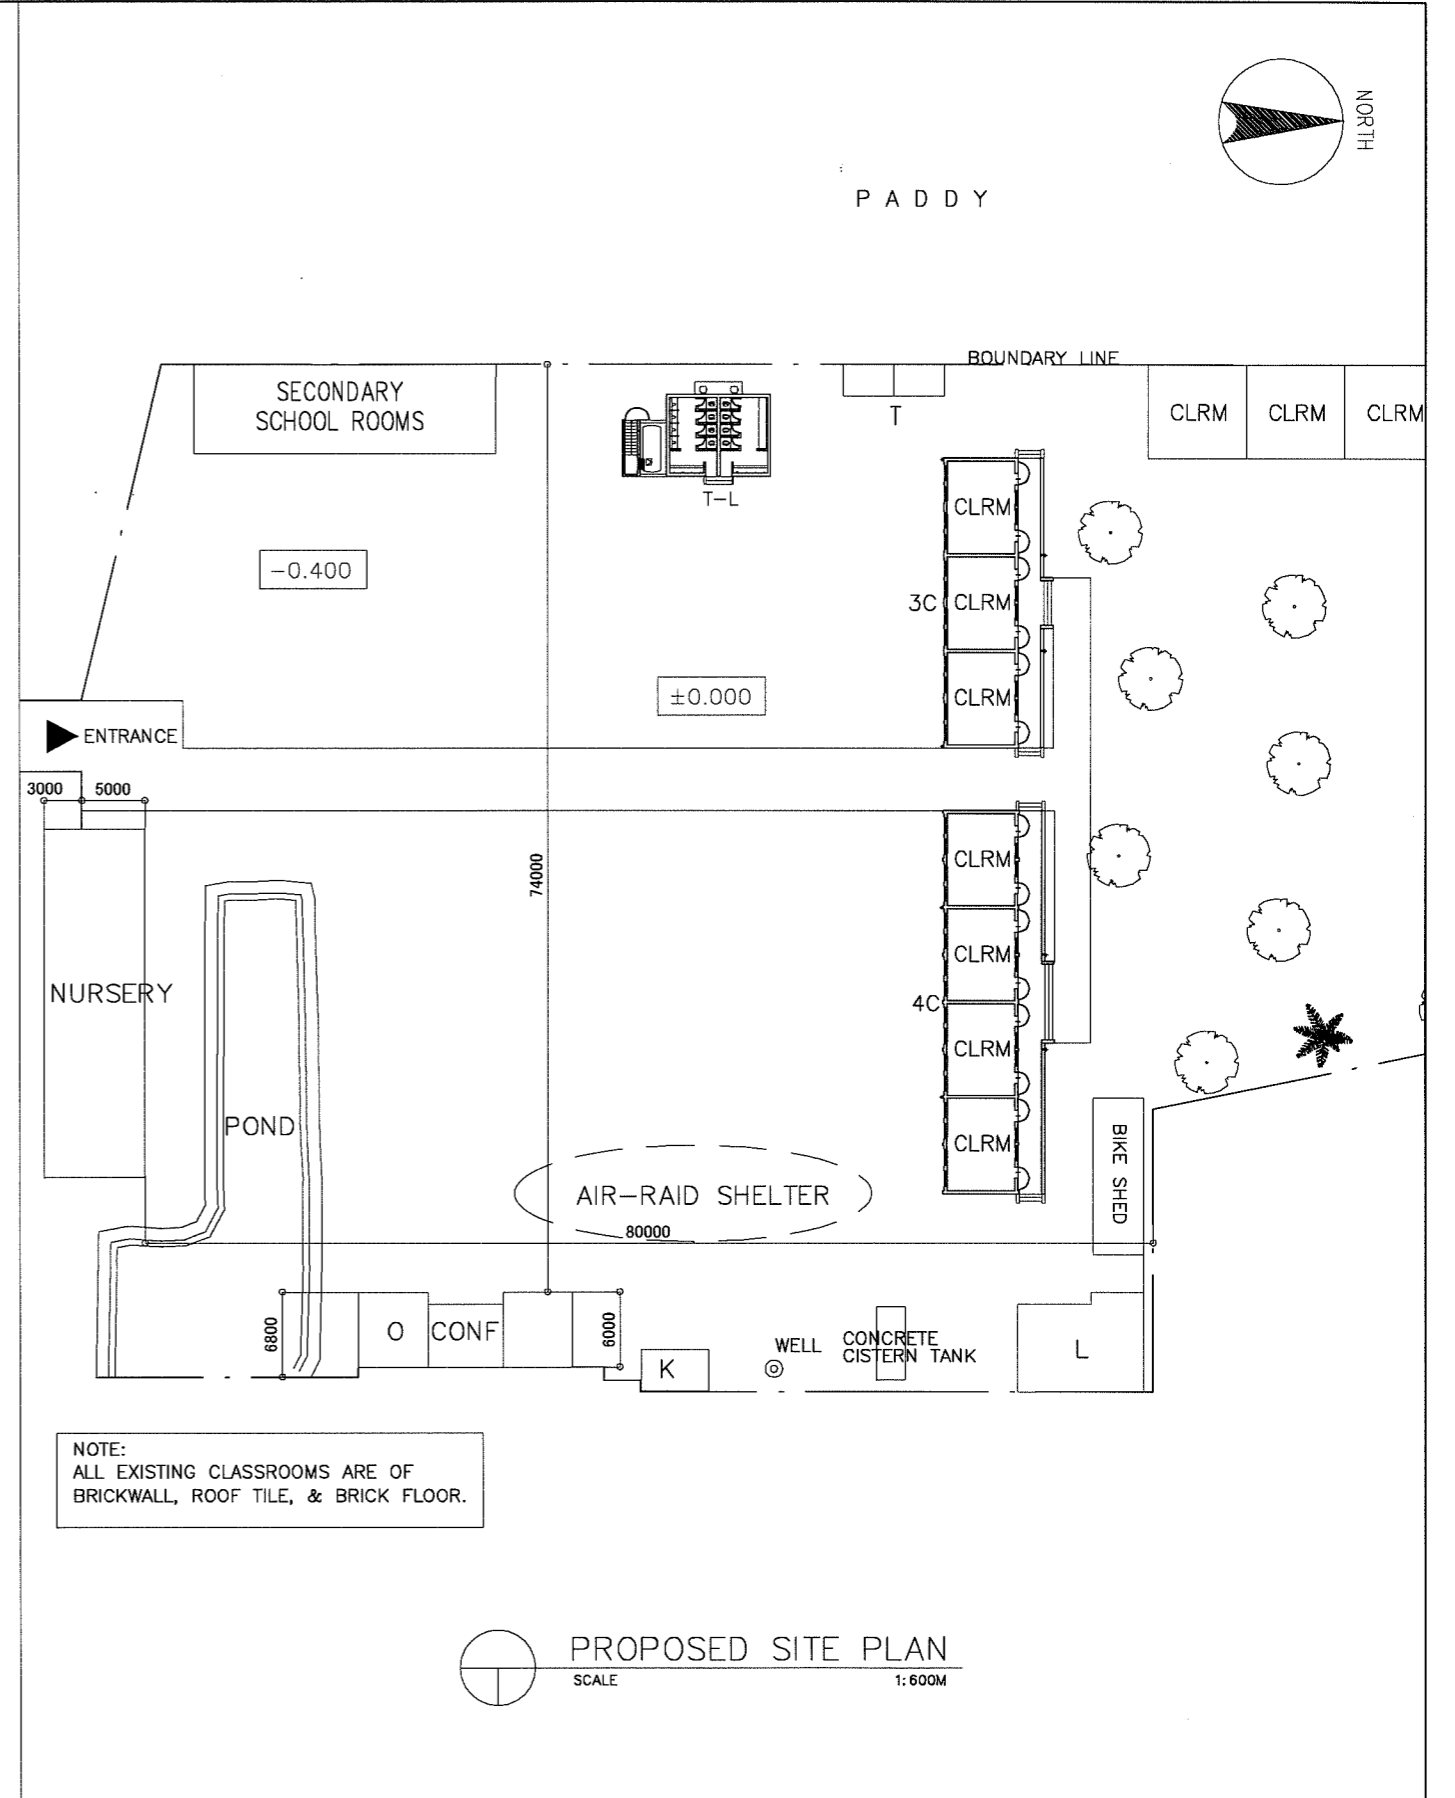 NORTH
P A D D Y
BOUNDARY LINE
SECONDARY
SCHOOL ROOMS
T
CLRM
CLRM
CLRM
T-L
CLRM
-0.400
3C
CLRM
±0.000
CLRM
ENTRANCE
3000
5000
74000
CLRM
CLRM
NURSERY
4C
CLRM
POND
CLRM
BIKE SHED
AIR-RAID SHELTER
80000
6800
O
CONF
6000
K
WELL
CONCRETE
CISTERN TANK
L
NOTE:
ALL EXISTING CLASSROOMS ARE OF
BRICKWALL, ROOF TILE, & BRICK FLOOR.
PROPOSED SITE PLAN
SCALE
1:600M